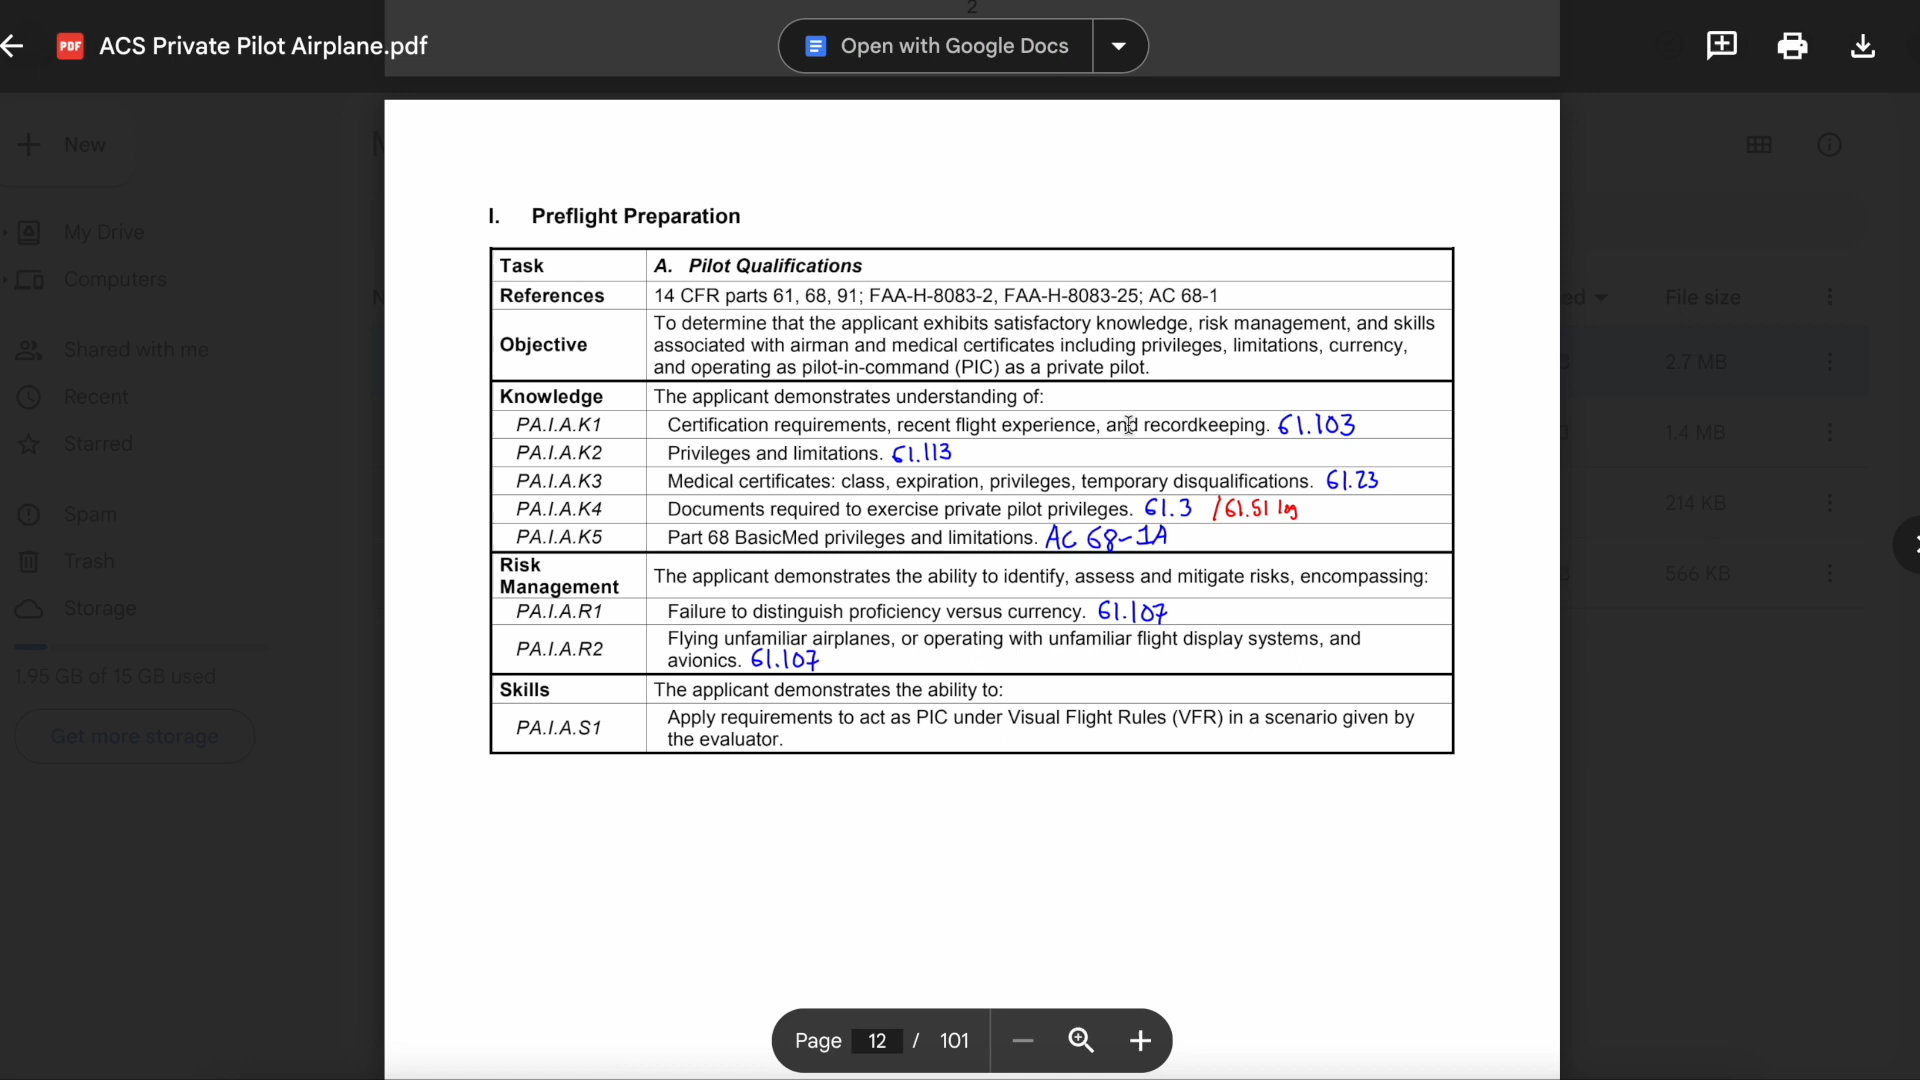 2
ACS Private Pilot Airplane.pdf
Open with Google Docs
New
My Drive
Computers
Shared with me
Recent
Starred
Spam
Trash
Storage
1.95 GB of 15 GB used
Get more storage
File size
2.7 MB
1.4 MB
214 KB
566 KB
I. Preflight Preparation
Task A. Pilot Qualifications
References 14 CFR parts 61, 68, 91; FAA-H-8083-2, FAA-H-8083-25; AC 68-1
Objective To determine that the applicant exhibits satisfactory knowledge, risk management, and skills
associated with airman and medical certificates including privileges, limitations, currency,
and operating as pilot-in-command (PIC) as a private pilot.
Knowledge The applicant demonstrates understanding of:
PA.I.A.K1 Certification requirements, recent flight experience, and recordkeeping. 61.103
PA.I.A.K2 Privileges and limitations. 61.113
PA.I.A.K3 Medical certificates: class, expiration, privileges, temporary disqualifications. 61.23
PA.I.A.K4 Documents required to exercise private pilot privileges. 61.3 /61.51 log
PA.I.A.K5 Part 68 BasicMed privileges and limitations. AC 68-1A
Risk
Management The applicant demonstrates the ability to identify, assess and mitigate risks, encompassing:
PA.I.A.R1 Failure to distinguish proficiency versus currency. 61.107
PA.I.A.R2 Flying unfamiliar airplanes, or operating with unfamiliar flight display systems, and
avionics. 61.107
Skills The applicant demonstrates the ability to:
PA.I.A.S1 Apply requirements to act as PIC under Visual Flight Rules (VFR) in a scenario given by
the evaluator.
Page 12 / 101